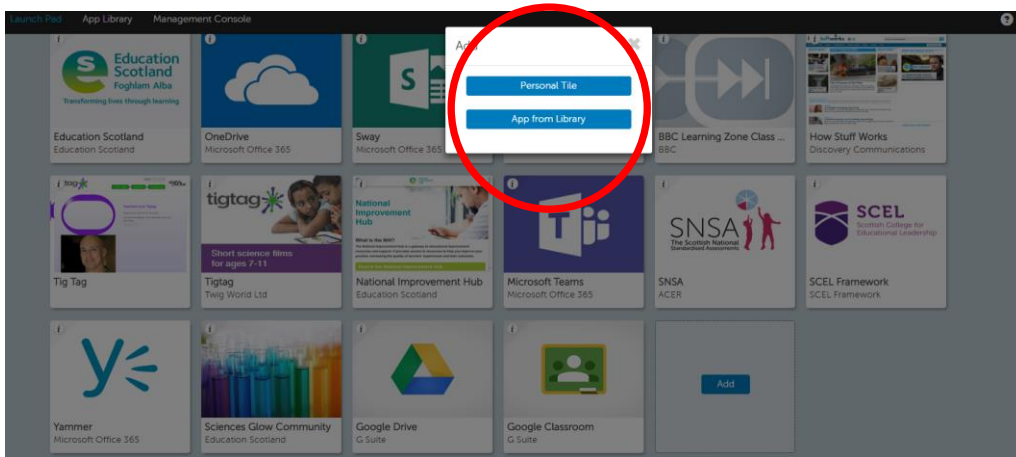 Launch Pad App Library Management Console
Add
Personal Tile
App from Library
Education
Scotland
Foghlam Alba
Transforming lives through learning
Education Scotland
Education Scotland
OneDrive
Microsoft Office 365
S
Sway
Microsoft Office 365
BBC Learning Zone Class ...
BBC
How Stuff Works
Discovery Communications
tag
Tig Tag
tigtag
Short science films
for ages 7-11
Tigtag
Twig World Ltd
National
Improvement
Hub
What is the NIH?
National Improvement Hub
Education Scotland
T
Microsoft Teams
Microsoft Office 365
SNSA
The Scottish National
Standardised Assessments
SNSA
ACER
SCEL
Scottish College for
Educational Leadership
SCEL Framework
SCEL Framework
Yammer
Microsoft Office 365
Sciences Glow Community
Education Scotland
Google Drive
G Suite
Google Classroom
G Suite
Add